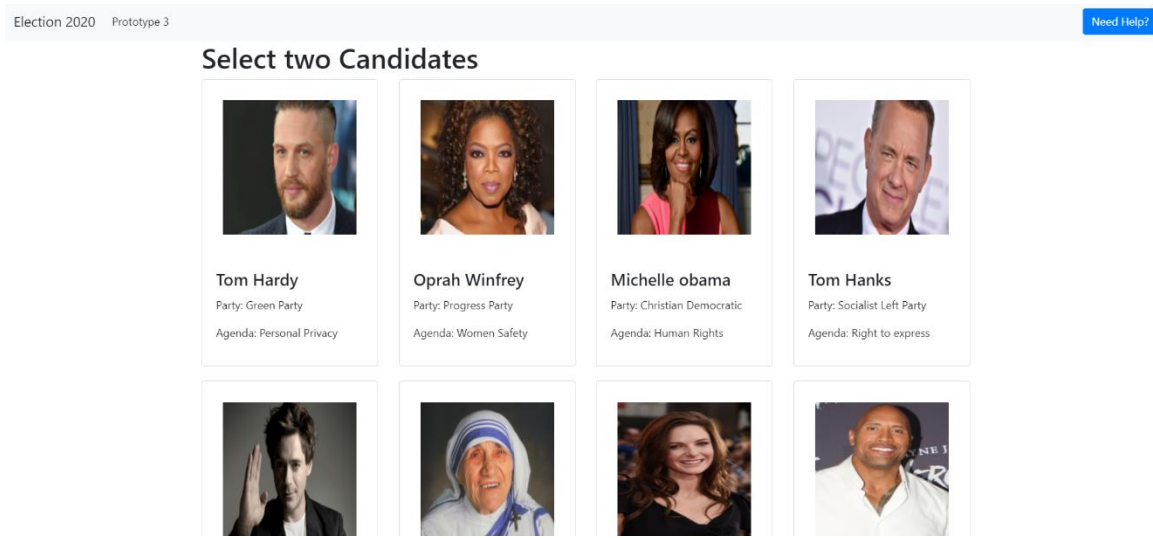 Election 2020 Prototype 3 Need Help?
Select two Candidates
Tom Hardy Oprah Winfrey Michelle obama Tom Hanks
Party: Green Party Party: Progress Party Party: Christian Democratic Party: Socialist Left Party
Agenda: Personal Privacy Agenda: Women Safety Agenda: Human Rights Agenda: Right to express